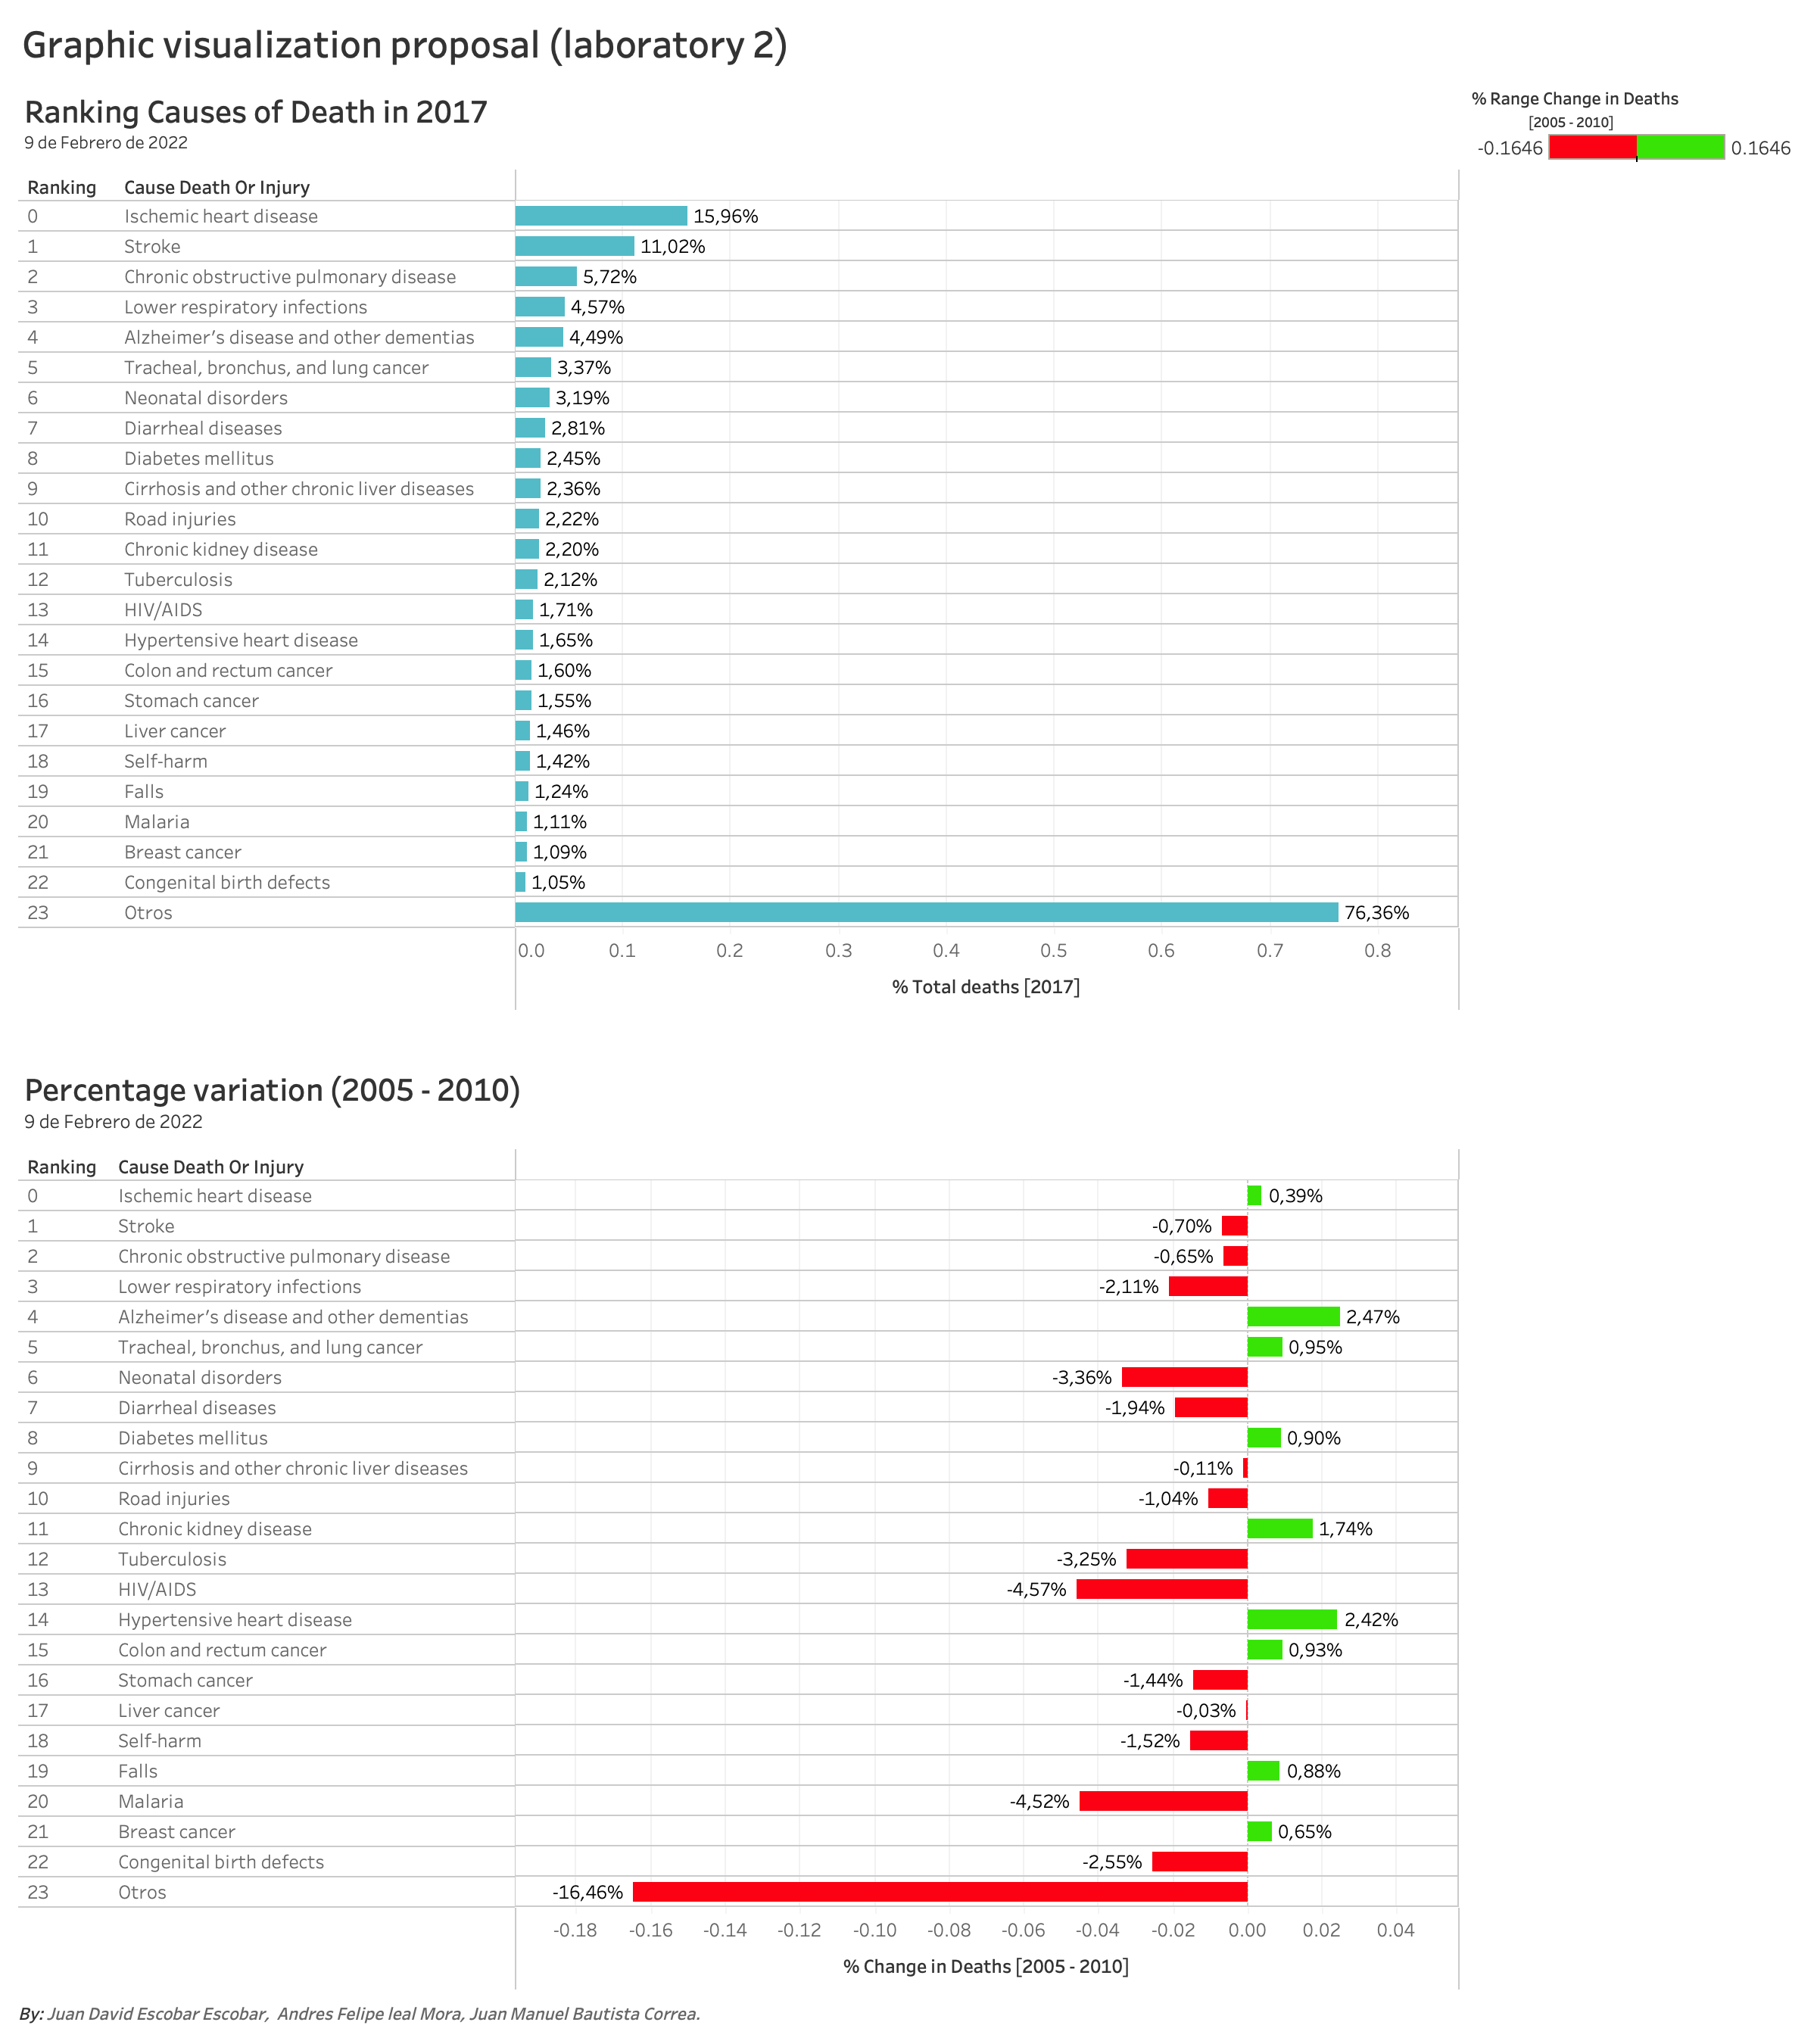 Graphic visualization proposal (laboratory 2)
Ranking Causes of Death in 2017
9 de Febrero de 2022
% Range Change in Deaths
[2005 - 2010]
-0.1646 0.1646
Ranking Cause Death Or Injury
0 Ischemic heart disease 15,96%
1 Stroke 11,02%
2 Chronic obstructive pulmonary disease 5,72%
3 Lower respiratory infections 4,57%
4 Alzheimer’s disease and other dementias 4,49%
5 Tracheal, bronchus, and lung cancer 3,37%
6 Neonatal disorders 3,19%
7 Diarrheal diseases 2,81%
8 Diabetes mellitus 2,45%
9 Cirrhosis and other chronic liver diseases 2,36%
10 Road injuries 2,22%
11 Chronic kidney disease 2,20%
12 Tuberculosis 2,12%
13 HIV/AIDS 1,71%
14 Hypertensive heart disease 1,65%
15 Colon and rectum cancer 1,60%
16 Stomach cancer 1,55%
17 Liver cancer 1,46%
18 Self-harm 1,42%
19 Falls 1,24%
20 Malaria 1,11%
21 Breast cancer 1,09%
22 Congenital birth defects 1,05%
23 Otros 76,36%
0.0 0.1 0.2 0.3 0.4 0.5 0.6 0.7 0.8
% Total deaths [2017]
Percentage variation (2005 - 2010)
9 de Febrero de 2022
Ranking Cause Death Or Injury
0 Ischemic heart disease 0,39%
1 Stroke -0,70%
2 Chronic obstructive pulmonary disease -0,65%
3 Lower respiratory infections -2,11%
4 Alzheimer’s disease and other dementias 2,47%
5 Tracheal, bronchus, and lung cancer 0,95%
6 Neonatal disorders -3,36%
7 Diarrheal diseases -1,94%
8 Diabetes mellitus 0,90%
9 Cirrhosis and other chronic liver diseases -0,11%
10 Road injuries -1,04%
11 Chronic kidney disease 1,74%
12 Tuberculosis -3,25%
13 HIV/AIDS -4,57%
14 Hypertensive heart disease 2,42%
15 Colon and rectum cancer 0,93%
16 Stomach cancer -1,44%
17 Liver cancer -0,03%
18 Self-harm -1,52%
19 Falls 0,88%
20 Malaria -4,52%
21 Breast cancer 0,65%
22 Congenital birth defects -2,55%
23 Otros -16,46%
-0.18 -0.16 -0.14 -0.12 -0.10 -0.08 -0.06 -0.04 -0.02 0.00 0.02 0.04
% Change in Deaths [2005 - 2010]
By: Juan David Escobar Escobar, Andres Felipe leal Mora, Juan Manuel Bautista Correa.